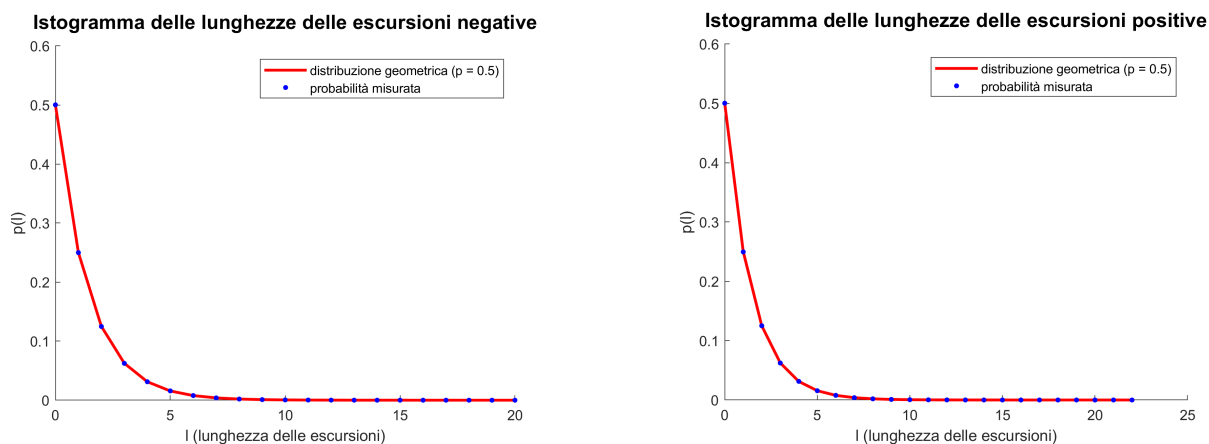 Istogramma delle lunghezze delle escursioni negative
0.6
0.5
0.4
0.3
0.2
0.1
0
p(l)
distribuzione geometrica (p = 0.5)
probabilità misurata
0 5 10 15 20
l (lunghezza delle escursioni)
Istogramma delle lunghezze delle escursioni positive
0.6
0.5
0.4
0.3
0.2
0.1
0
p(l)
distribuzione geometrica (p = 0.5)
probabilità misurata
0 5 10 15 20 25
l (lunghezza delle escursioni)